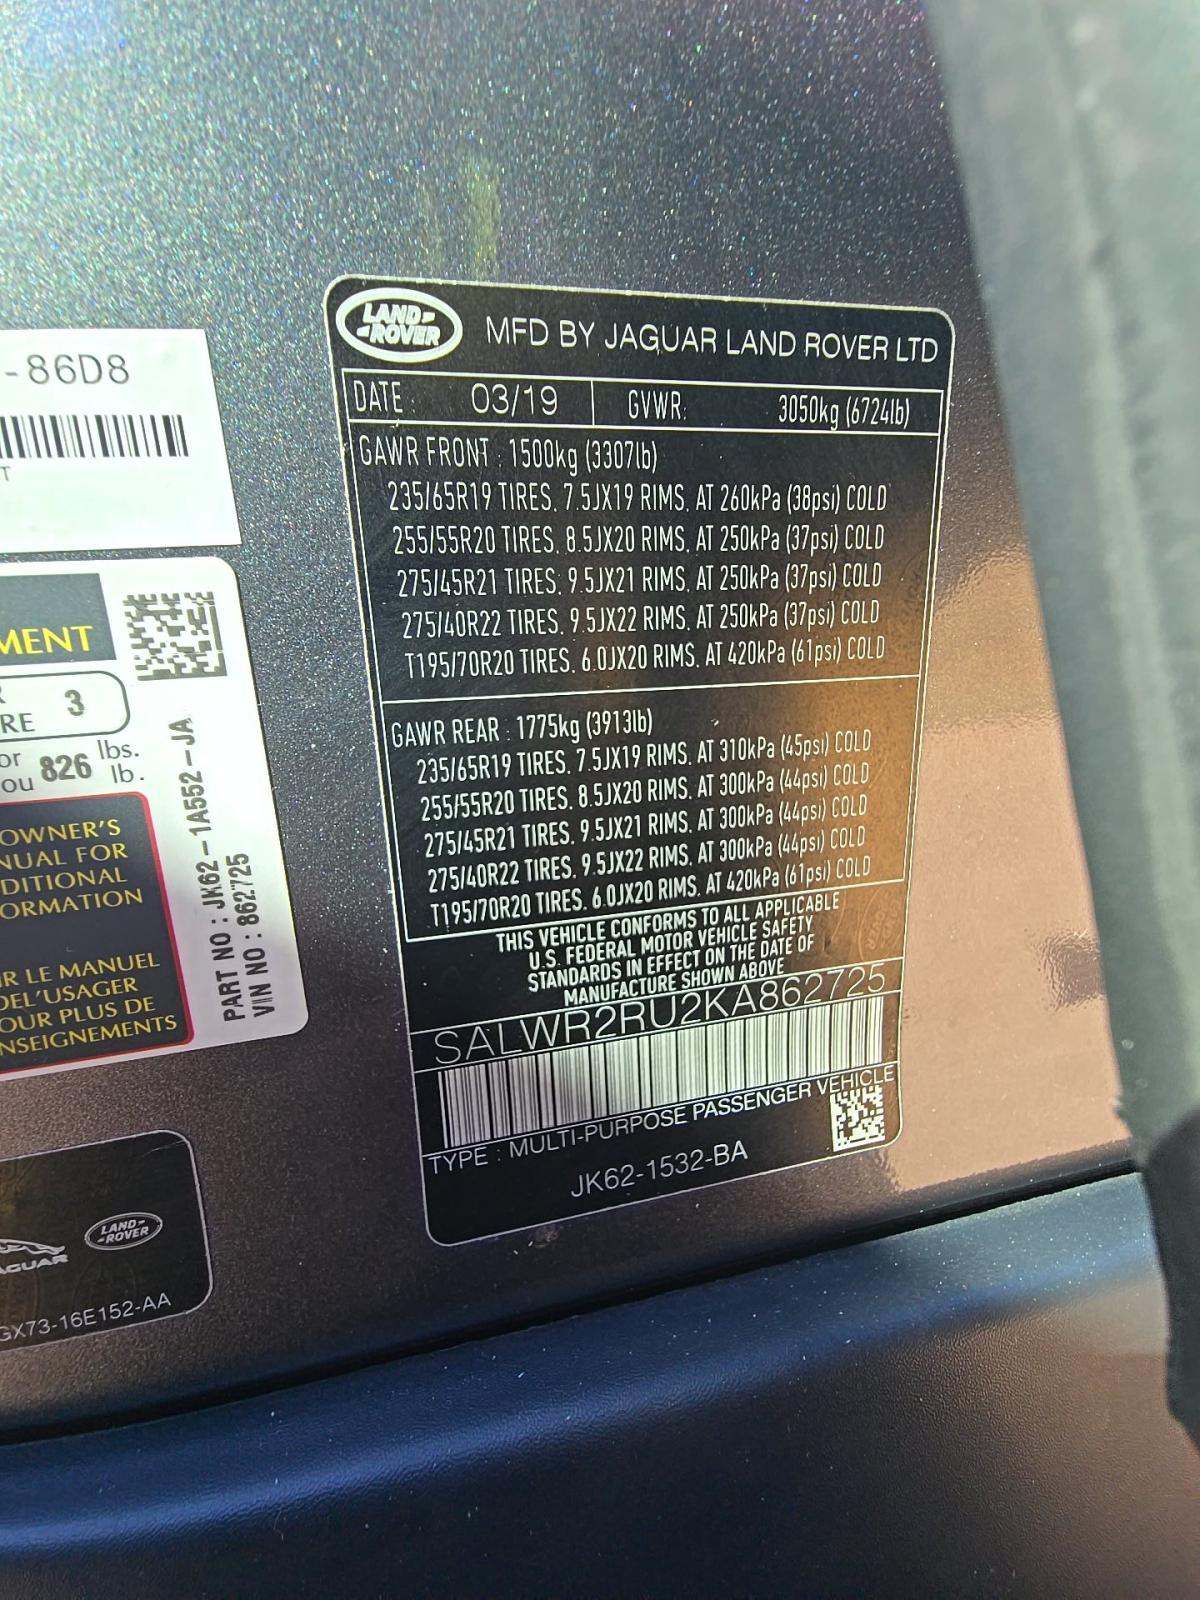 -86D8
T
MENT
R
RE 3
or lbs.
ou 826 lb.
OWNER'S
NUAL FOR
DITIONAL
ORMATION
IR LE MANUEL
DEL'USAGER
OUR PLUS DE
NSEIGNEMENTS
PART NO : JK62-1A552-JA
VIN NO : 862725
LAND-
-ROVER
AGUAR
GX73-16E152-AA
LAND-
-ROVER
MFD BY JAGUAR LAND ROVER LTD
DATE : 03/19 GVWR: 3050kg (6724lb)
GAWR FRONT : 1500kg (3307lb)
235/65R19 TIRES, 7.5JX19 RIMS, AT 260kPa (38psi) COLD
255/55R20 TIRES, 8.5JX20 RIMS, AT 250kPa (37psi) COLD
275/45R21 TIRES, 9.5JX21 RIMS, AT 250kPa (37psi) COLD
275/40R22 TIRES, 9.5JX22 RIMS, AT 250kPa (37psi) COLD
T195/70R20 TIRES, 6.0JX20 RIMS, AT 420kPa (61psi) COLD
GAWR REAR : 1775kg (3913lb)
235/65R19 TIRES, 7.5JX19 RIMS, AT 310kPa (45psi) COLD
255/55R20 TIRES, 8.5JX20 RIMS, AT 300kPa (44psi) COLD
275/45R21 TIRES, 9.5JX21 RIMS, AT 300kPa (44psi) COLD
275/40R22 TIRES, 9.5JX22 RIMS, AT 300kPa (44psi) COLD
T195/70R20 TIRES, 6.0JX20 RIMS, AT 420kPa (61psi) COLD
THIS VEHICLE CONFORMS TO ALL APPLICABLE
U.S. FEDERAL MOTOR VEHICLE SAFETY
STANDARDS IN EFFECT ON THE DATE OF
MANUFACTURE SHOWN ABOVE
SALWR2RU2KA862725
TYPE : MULTI-PURPOSE PASSENGER VEHICLE
JK62-1532-BA